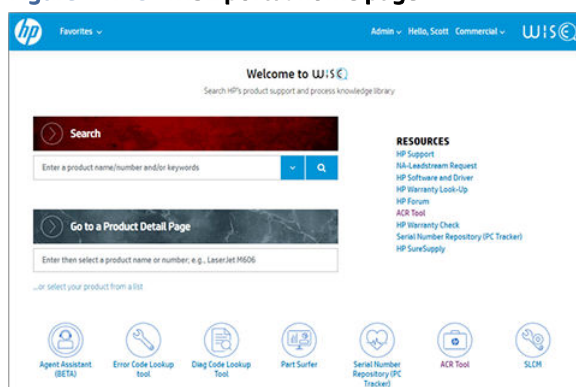 hp
Favorites
Admin
Hello, Scott
Commercial
WISE
Welcome to WISE
Search HP's product support and process knowledge library
Search
Enter a product name/number and/or keywords
Go to a Product Detail Page
Enter then select a product name or number; e.g., LaserJet M606
...or select your product from a list
RESOURCES
HP Support
NA-Leadstream Request
HP Software and Driver
HP Warranty Look-Up
HP Forum
ACR Tool
HP Warranty Check
Serial Number Repository (PC Tracker)
HP SureSupply
Agent Assistant
(BETA)
Error Code Lookup
tool
Diag Code Lookup
Tool
Part Surfer
Serial Number
Repository (PC
Tracker)
ACR Tool
SLCM